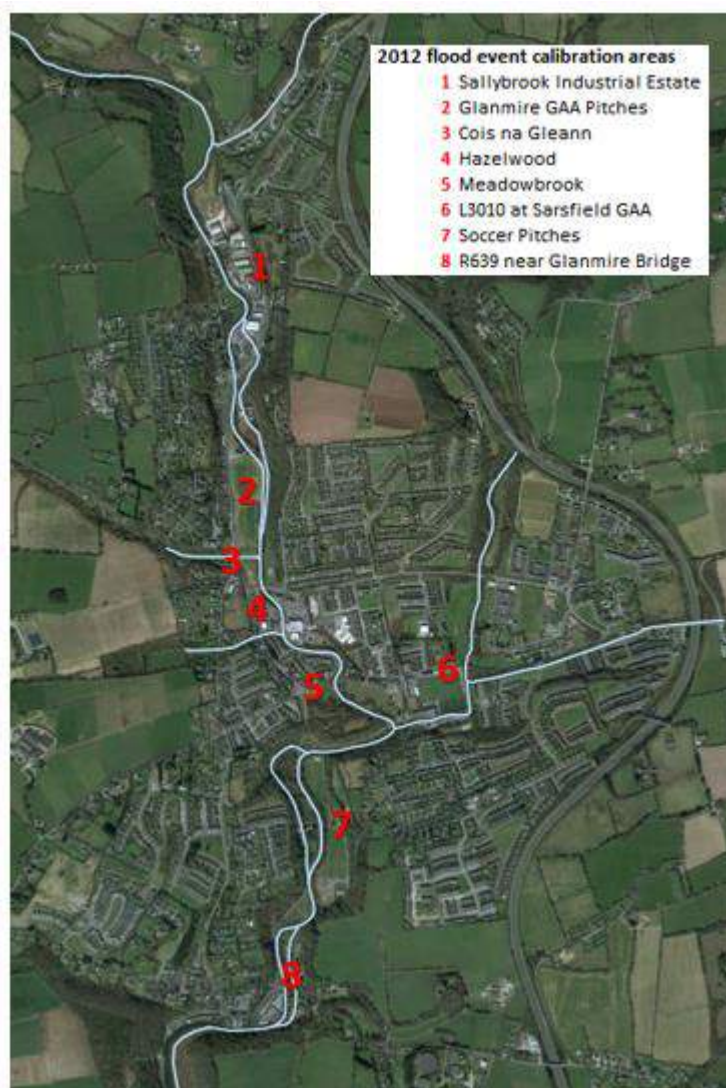 2012 flood event calibration areas
1 Sallybrook Industrial Estate
2 Glanmire GAA Pitches
3 Cois na Gleann
4 Hazelwood
5 Meadowbrook
6 L3010 at Sarsfield GAA
7 Soccer Pitches
8 R639 near Glanmire Bridge
1
2
3
4
5
6
7
8